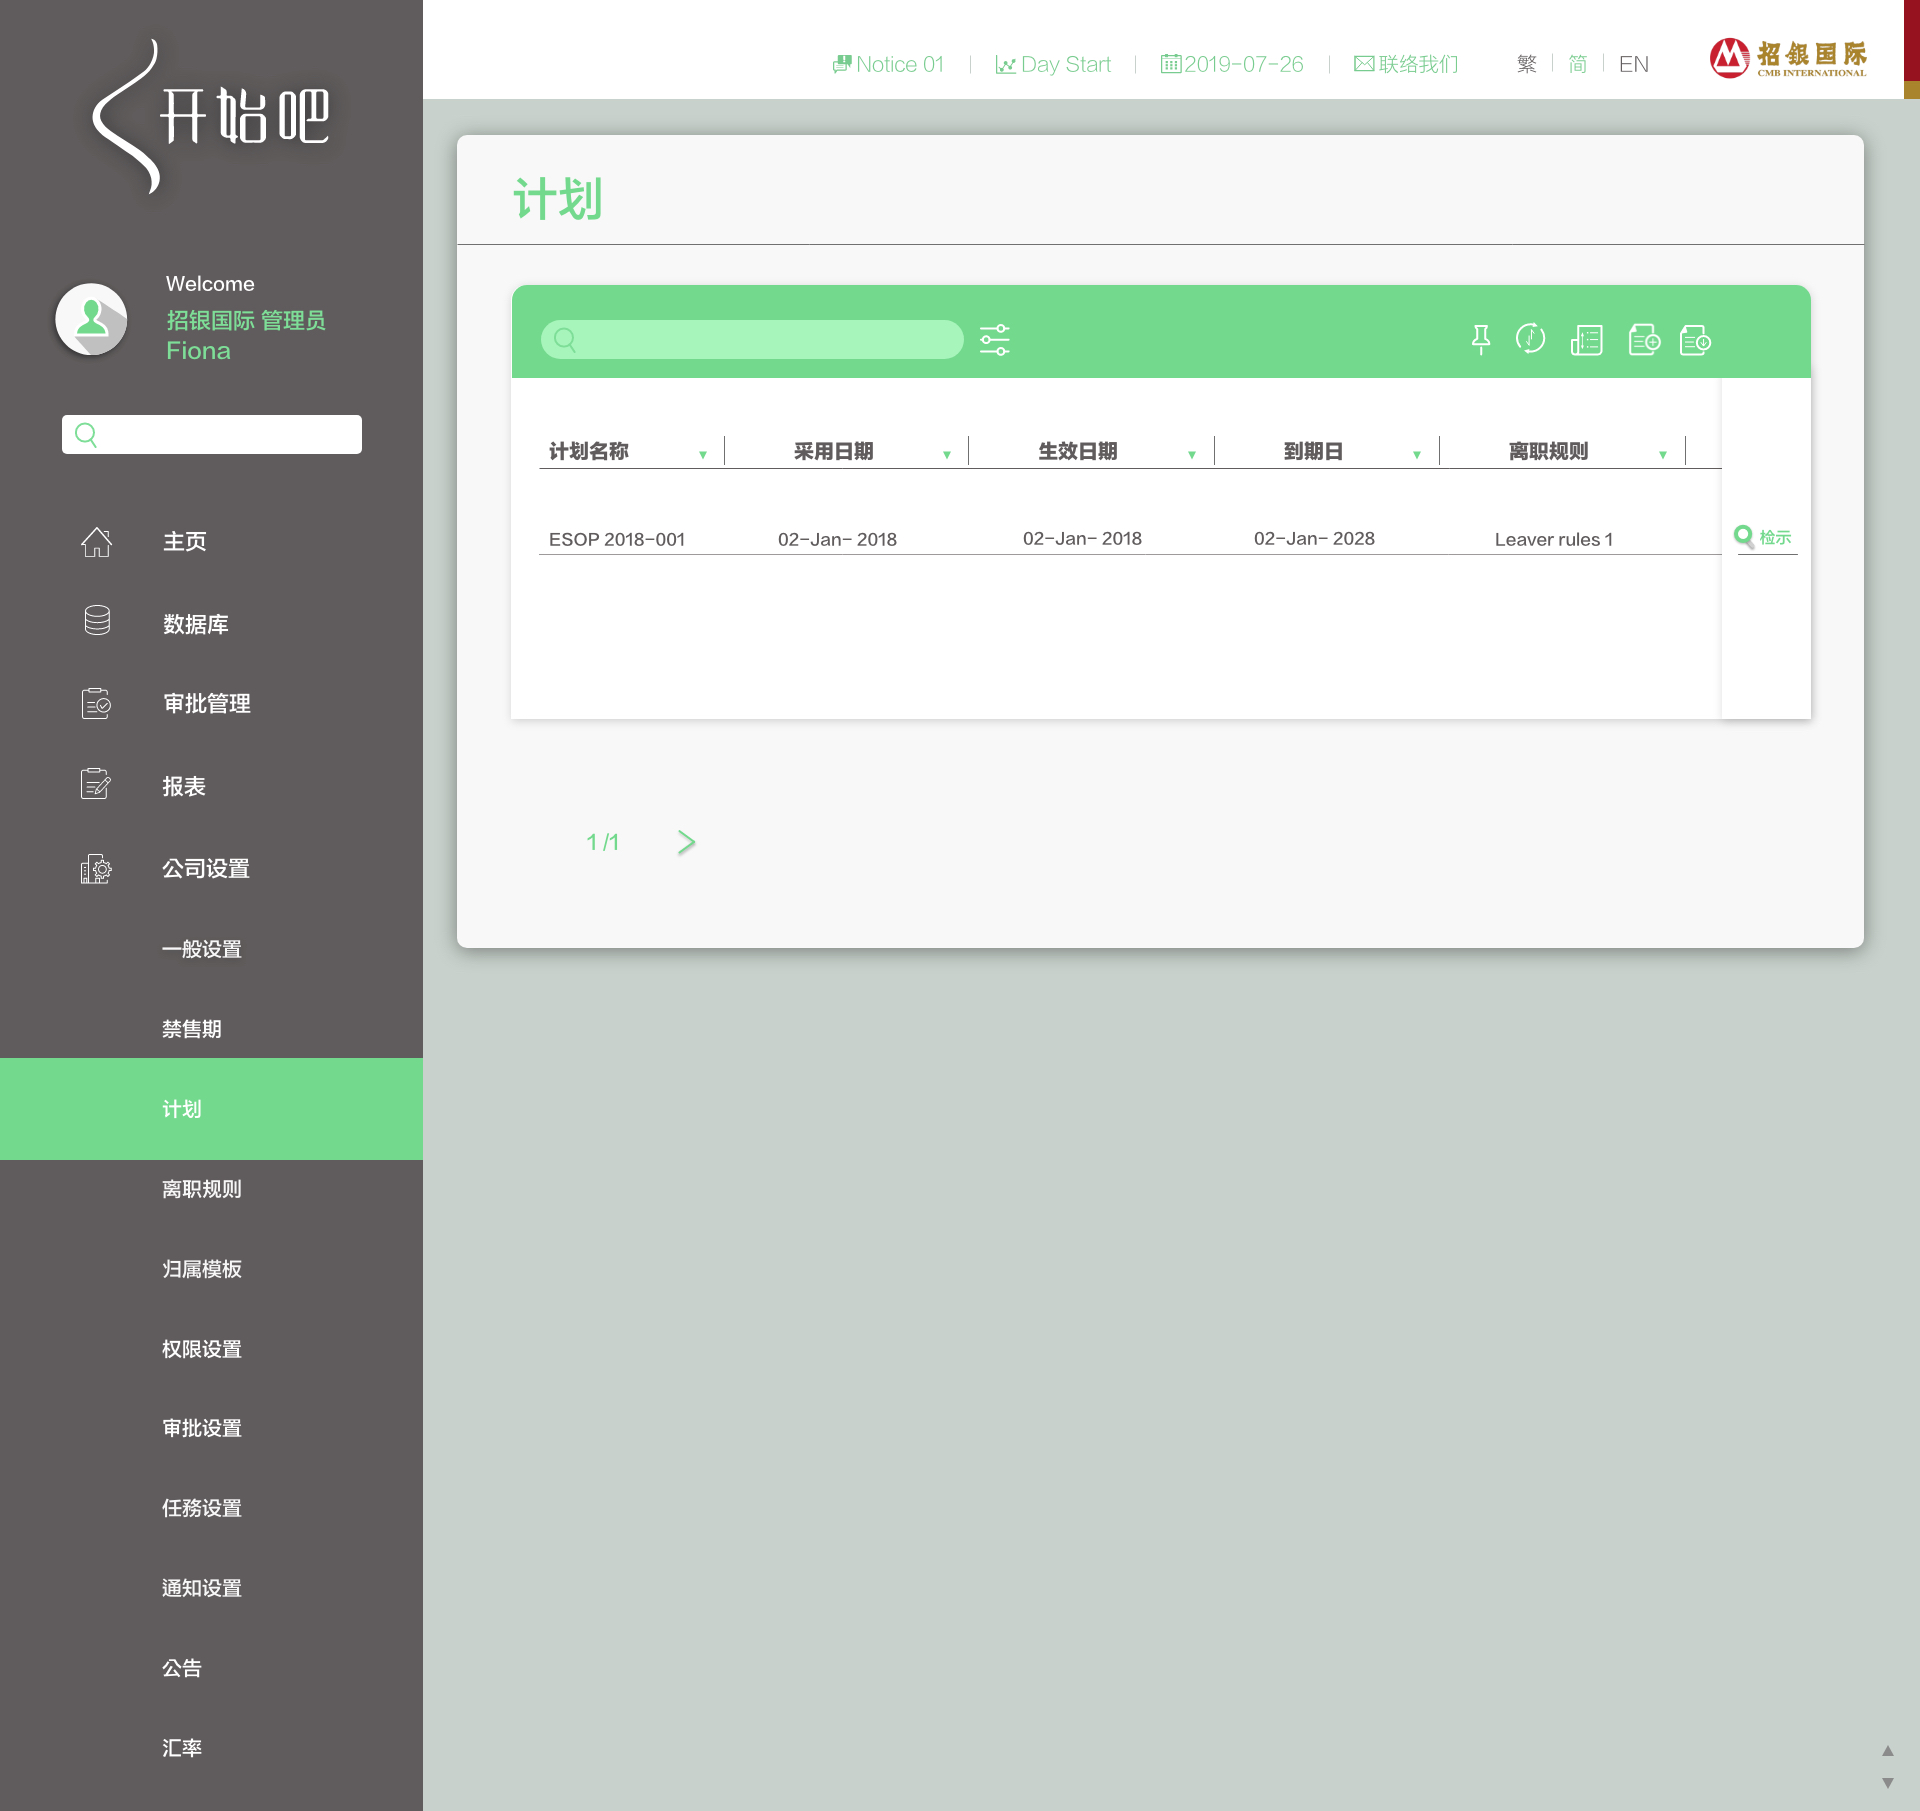 开始吧
Notice 01
Day Start
2019-07-26
联络我们
繁
简
EN
招银国际
CMB INTERNATIONAL
Welcome
招银国际 管理员
Fiona
主页
数据库
审批管理
报表
公司设置
一般设置
禁售期
计划
离职规则
归属模板
权限设置
审批设置
任務设置
通知设置
公告
汇率
计划
计划名称 ▼ 采用日期 ▼ 生效日期 ▼ 到期日 ▼ 离职规则 ▼
ESOP 2018-001 02-Jan- 2018 02-Jan- 2018 02-Jan- 2028 Leaver rules 1 检示
1 /1